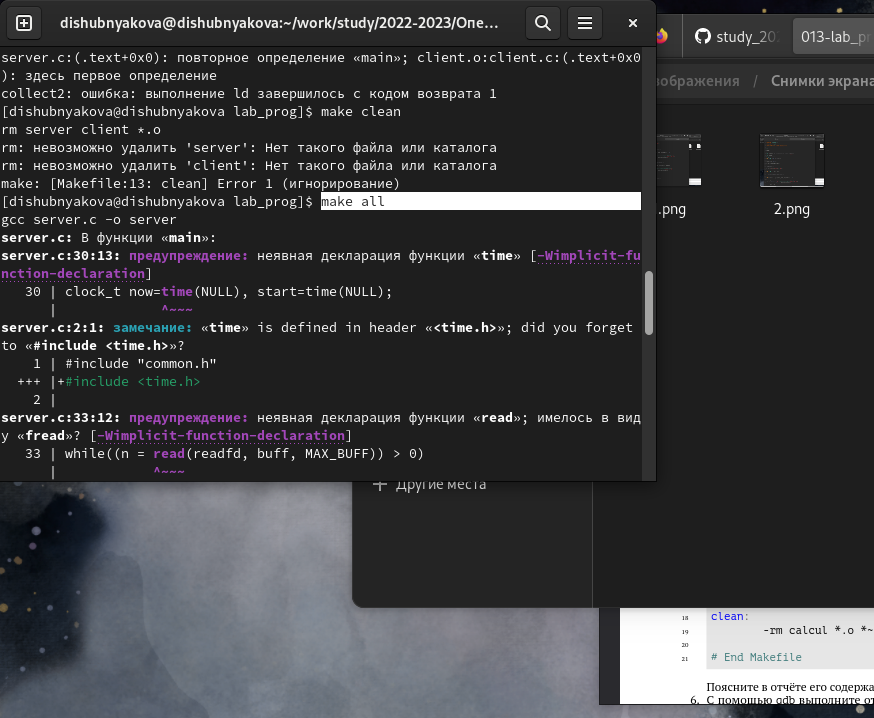 dishubnyakova@dishubnyakova:~/work/study/2022-2023/Опе...
study_20
013-lab_pr
server.c:(.text+0x0): повторное определение «main»; client.o:client.c:(.text+0x0
): здесь первое определение
collect2: ошибка: выполнение ld завершилось с кодом возврата 1
[dishubnyakova@dishubnyakova lab_prog]$ make clean
rm server client *.o
rm: невозможно удалить 'server': Нет такого файла или каталога
rm: невозможно удалить 'client': Нет такого файла или каталога
make: [Makefile:13: clean] Error 1 (игнорирование)
[dishubnyakova@dishubnyakova lab_prog]$ make all
gcc server.c -o server
server.c: В функции «main»:
server.c:30:13: предупреждение: неявная декларация функции «time» [-Wimplicit-fu
nction-declaration]
   30 | clock_t now=time(NULL), start=time(NULL);
      |             ^~~~
server.c:2:1: замечание: «time» is defined in header «<time.h>»; did you forget
to «#include <time.h>»?
    1 | #include "common.h"
  +++ |+#include <time.h>
    2 |
server.c:33:12: предупреждение: неявная декларация функции «read»; имелось в вид
у «fread»? [-Wimplicit-function-declaration]
   33 | while((n = read(readfd, buff, MAX_BUFF)) > 0)
      |            ^~~~
ображения / Снимки экрана
.png
2.png
Другие места
18 clean:
19 -rm calcul *.o *~
20
21 # End Makefile
Поясните в отчёте его содержа
6. С помощью gdb выполните от